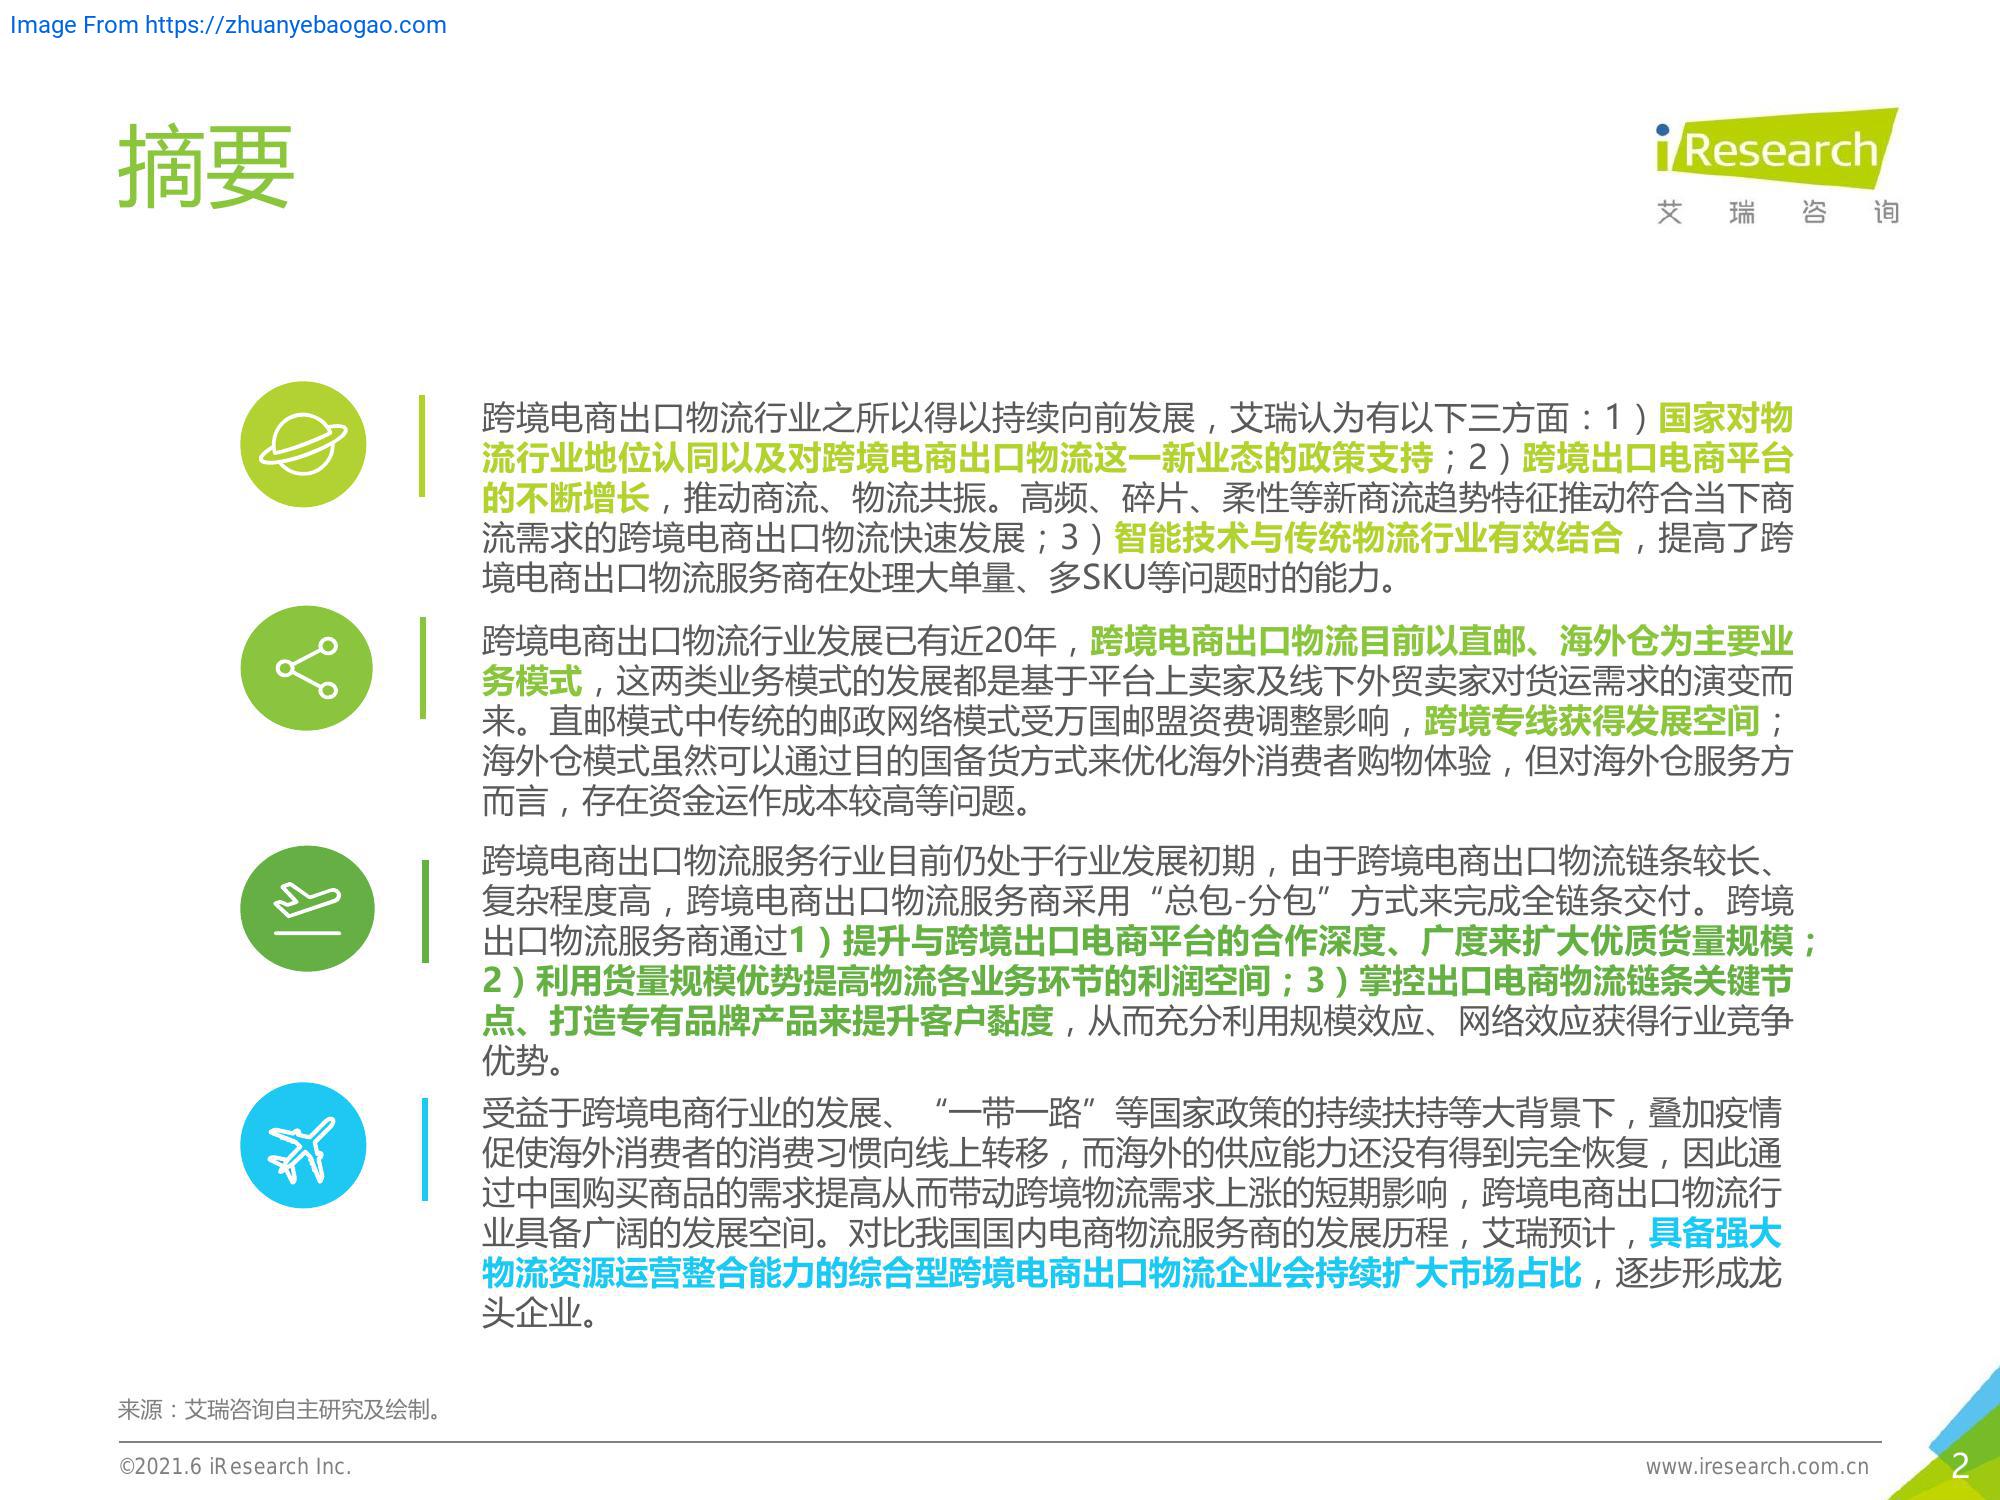 Image From https://zhuanyebaogao.com
摘要
iResearch
艾瑞咨询
跨境电商出口物流行业之所以得以持续向前发展，艾瑞认为有以下三方面：1）国家对物
流行业地位认同以及对跨境电商出口物流这一新业态的政策支持；2）跨境出口电商平台
的不断增长，推动商流、物流共振。高频、碎片、柔性等新商流趋势特征推动符合当下商
流需求的跨境电商出口物流快速发展；3）智能技术与传统物流行业有效结合，提高了跨
境电商出口物流服务商在处理大单量、多SKU等问题时的能力。
跨境电商出口物流行业发展已有近20年，跨境电商出口物流目前以直邮、海外仓为主要业
务模式，这两类业务模式的发展都是基于平台上卖家及线下外贸卖家对货运需求的演变而
来。直邮模式中传统的邮政网络模式受万国邮盟资费调整影响，跨境专线获得发展空间；
海外仓模式虽然可以通过目的国备货方式来优化海外消费者购物体验，但对海外仓服务方
而言，存在资金运作成本较高等问题。
跨境电商出口物流服务行业目前仍处于行业发展初期，由于跨境电商出口物流链条较长、
复杂程度高，跨境电商出口物流服务商采用“总包-分包”方式来完成全链条交付。跨境
出口物流服务商通过1）提升与跨境出口电商平台的合作深度、广度来扩大优质货量规模；
2）利用货量规模优势提高物流各业务环节的利润空间；3）掌控出口电商物流链条关键节
点、打造专有品牌产品来提升客户黏度，从而充分利用规模效应、网络效应获得行业竞争
优势。
受益于跨境电商行业的发展、“一带一路”等国家政策的持续扶持等大背景下，叠加疫情
促使海外消费者的消费习惯向线上转移，而海外的供应能力还没有得到完全恢复，因此通
过中国购买商品的需求提高从而带动跨境物流需求上涨的短期影响，跨境电商出口物流行
业具备广阔的发展空间。对比我国国内电商物流服务商的发展历程，艾瑞预计，具备强大
物流资源运营整合能力的综合型跨境电商出口物流企业会持续扩大市场占比，逐步形成龙
头企业。
来源：艾瑞咨询自主研究及绘制。
©2021.6 iResearch Inc.
www.iresearch.com.cn
2